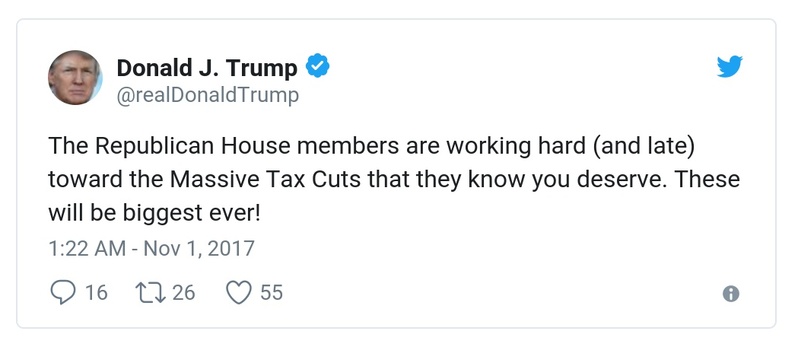 Donald J. Trump
@realDonaldTrump
The Republican House members are working hard (and late)
toward the Massive Tax Cuts that they know you deserve. These
will be biggest ever!
1:22 AM - Nov 1, 2017
16 26 55